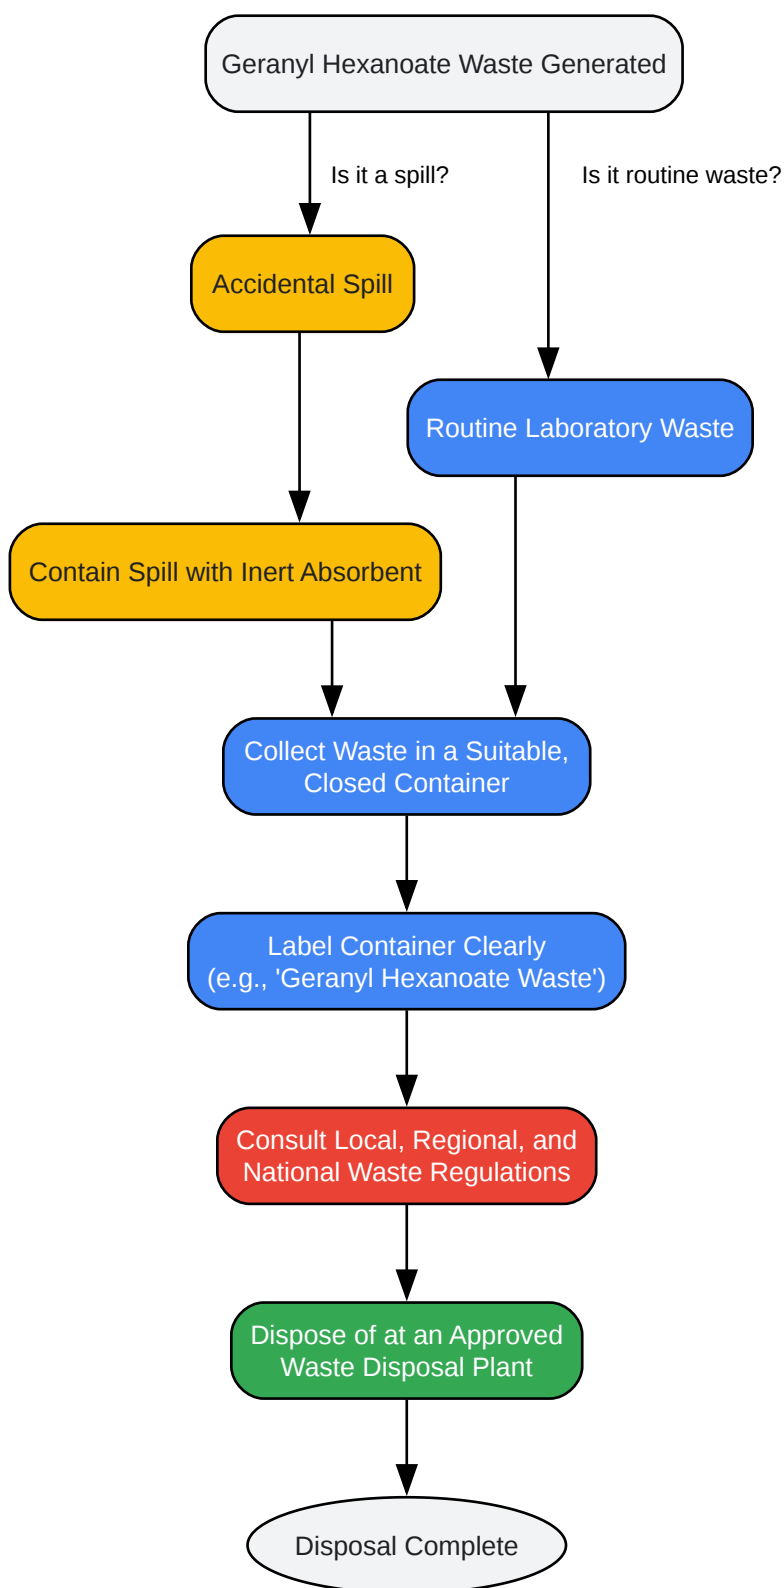 Geranyl Hexanoate Waste Generated
Is it a spill?
Is it routine waste?
Accidental Spill
Routine Laboratory Waste
Contain Spill with Inert Absorbent
Collect Waste in a Suitable,
Closed Container
Label Container Clearly
(e.g., 'Geranyl Hexanoate Waste')
Consult Local, Regional, and
National Waste Regulations
Dispose of at an Approved
Waste Disposal Plant
Disposal Complete